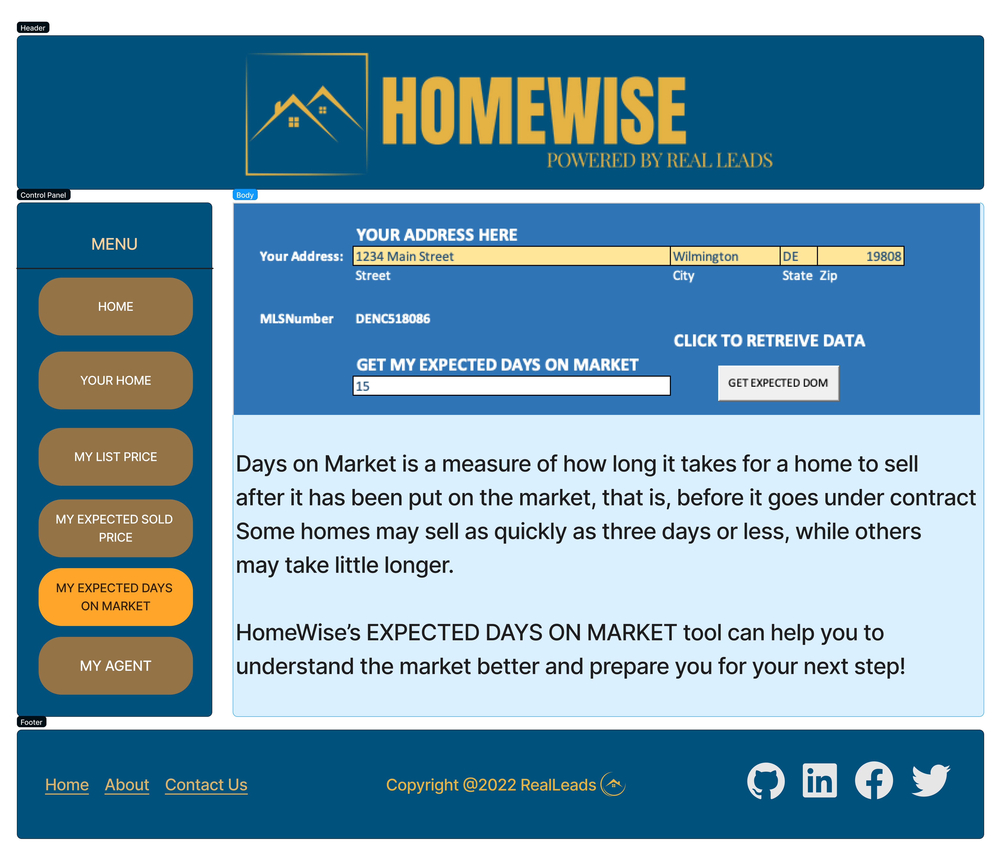 Header
HOMEWISE
POWERED BY REAL LEADS
Control Panel
MENU
HOME
YOUR HOME
MY LIST PRICE
MY EXPECTED SOLD
PRICE
MY EXPECTED DAYS
ON MARKET
MY AGENT
Body
YOUR ADDRESS HERE
Your Address: 1234 Main Street Wilmington DE 19808
Street City State Zip
MLSNumber DENC518086
CLICK TO RETREIVE DATA
GET MY EXPECTED DAYS ON MARKET
15 GET EXPECTED DOM
Days on Market is a measure of how long it takes for a home to sell
after it has been put on the market, that is, before it goes under contract
Some homes may sell as quickly as three days or less, while others
may take little longer.
HomeWise’s EXPECTED DAYS ON MARKET tool can help you to
understand the market better and prepare you for your next step!
Footer
Home About Contact Us Copyright @2022 RealLeads